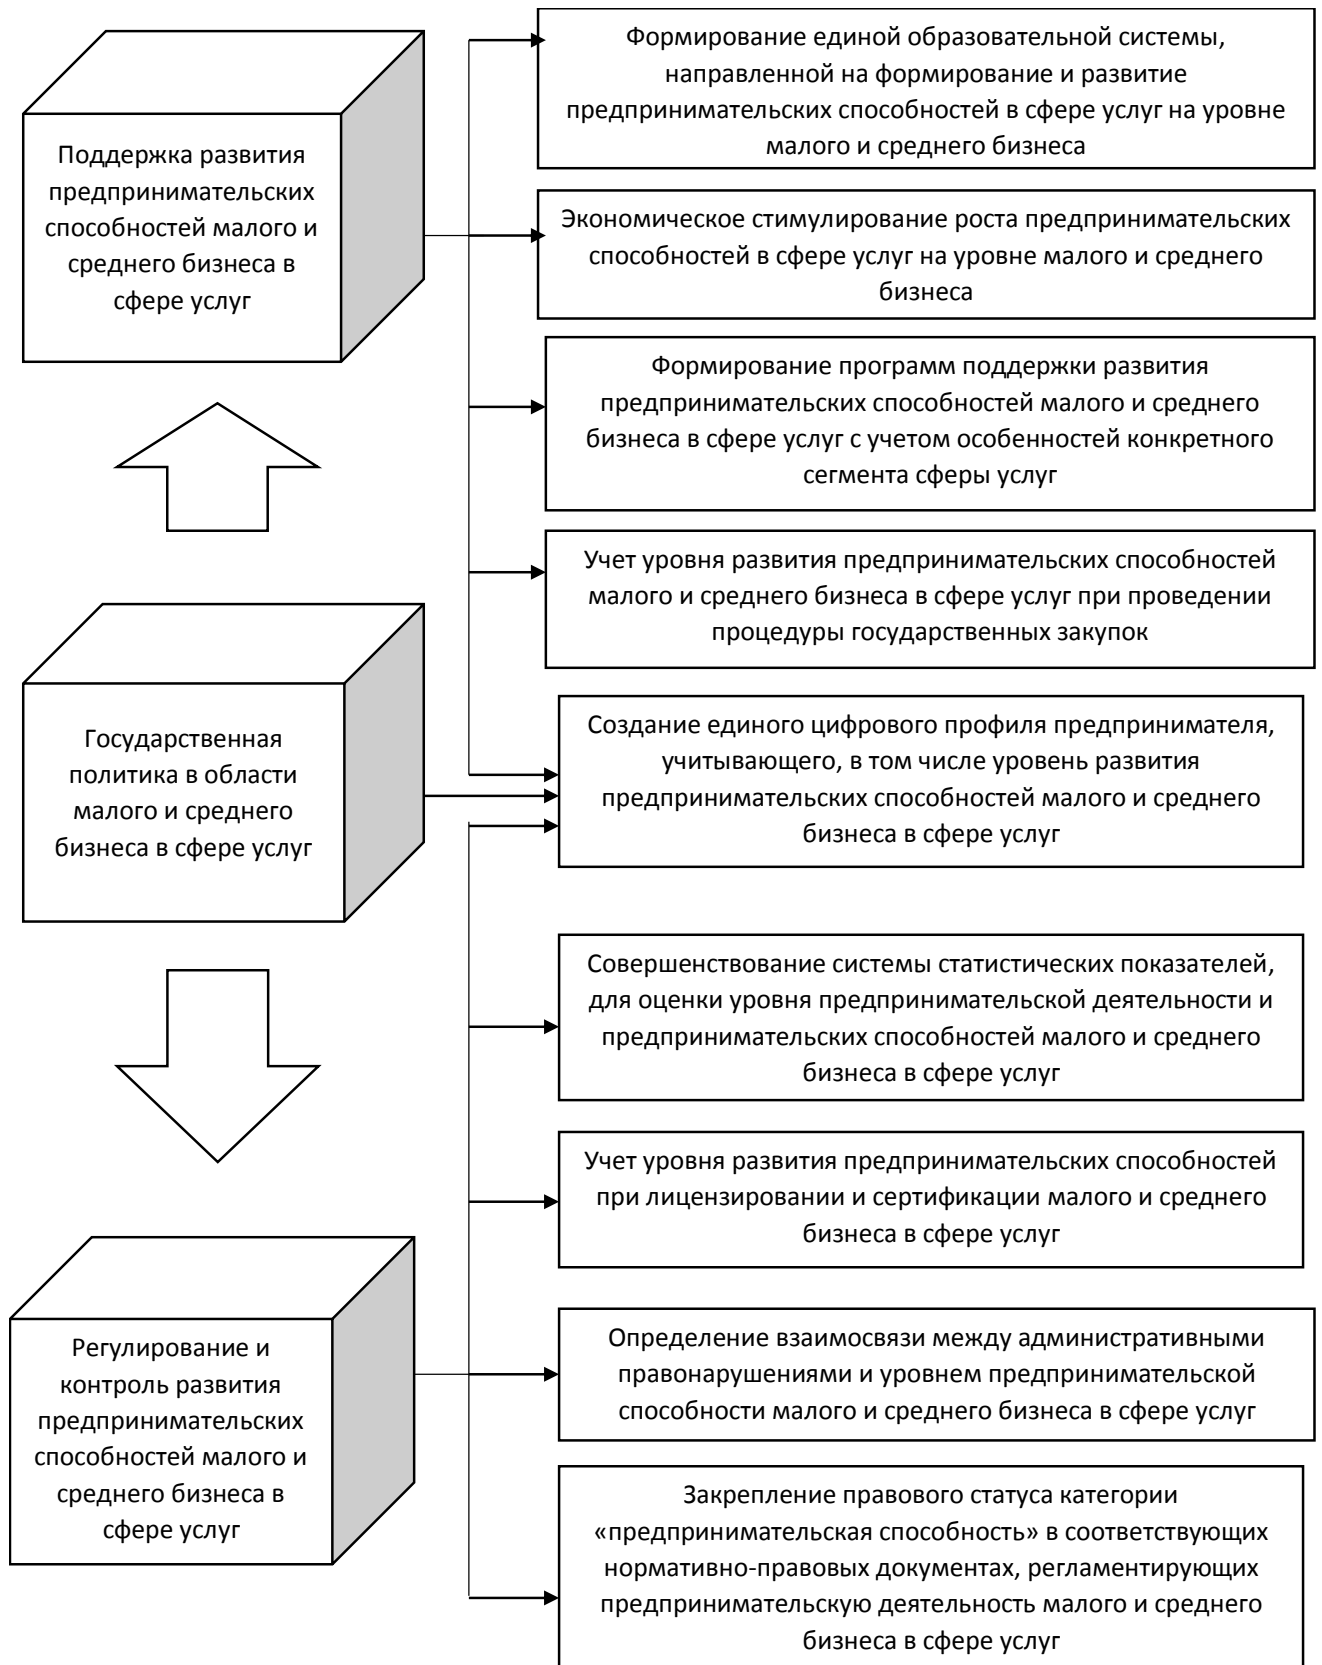 Поддержка развития
предпринимательских
способностей малого и
среднего бизнеса в
сфере услуг
Формирование единой образовательной системы,
направленной на формирование и развитие
предпринимательских способностей в сфере услуг на уровне
малого и среднего бизнеса
Экономическое стимулирование роста предпринимательских
способностей в сфере услуг на уровне малого и среднего
бизнеса
Формирование программ поддержки развития
предпринимательских способностей малого и среднего
бизнеса в сфере услуг с учетом особенностей конкретного
сегмента сферы услуг
Учет уровня развития предпринимательских способностей
малого и среднего бизнеса в сфере услуг при проведении
процедуры государственных закупок
Государственная
политика в области
малого и среднего
бизнеса в сфере услуг
Создание единого цифрового профиля предпринимателя,
учитывающего, в том числе уровень развития
предпринимательских способностей малого и среднего
бизнеса в сфере услуг
Совершенствование системы статистических показателей,
для оценки уровня предпринимательской деятельности и
предпринимательских способностей малого и среднего
бизнеса в сфере услуг
Учет уровня развития предпринимательских способностей
при лицензировании и сертификации малого и среднего
бизнеса в сфере услуг
Регулирование и
контроль развития
предпринимательских
способностей малого и
среднего бизнеса в
сфере услуг
Определение взаимосвязи между административными
правонарушениями и уровнем предпринимательской
способности малого и среднего бизнеса в сфере услуг
Закрепление правового статуса категории
«предпринимательская способность» в соответствующих
нормативно-правовых документах, регламентирующих
предпринимательскую деятельность малого и среднего
бизнеса в сфере услуг